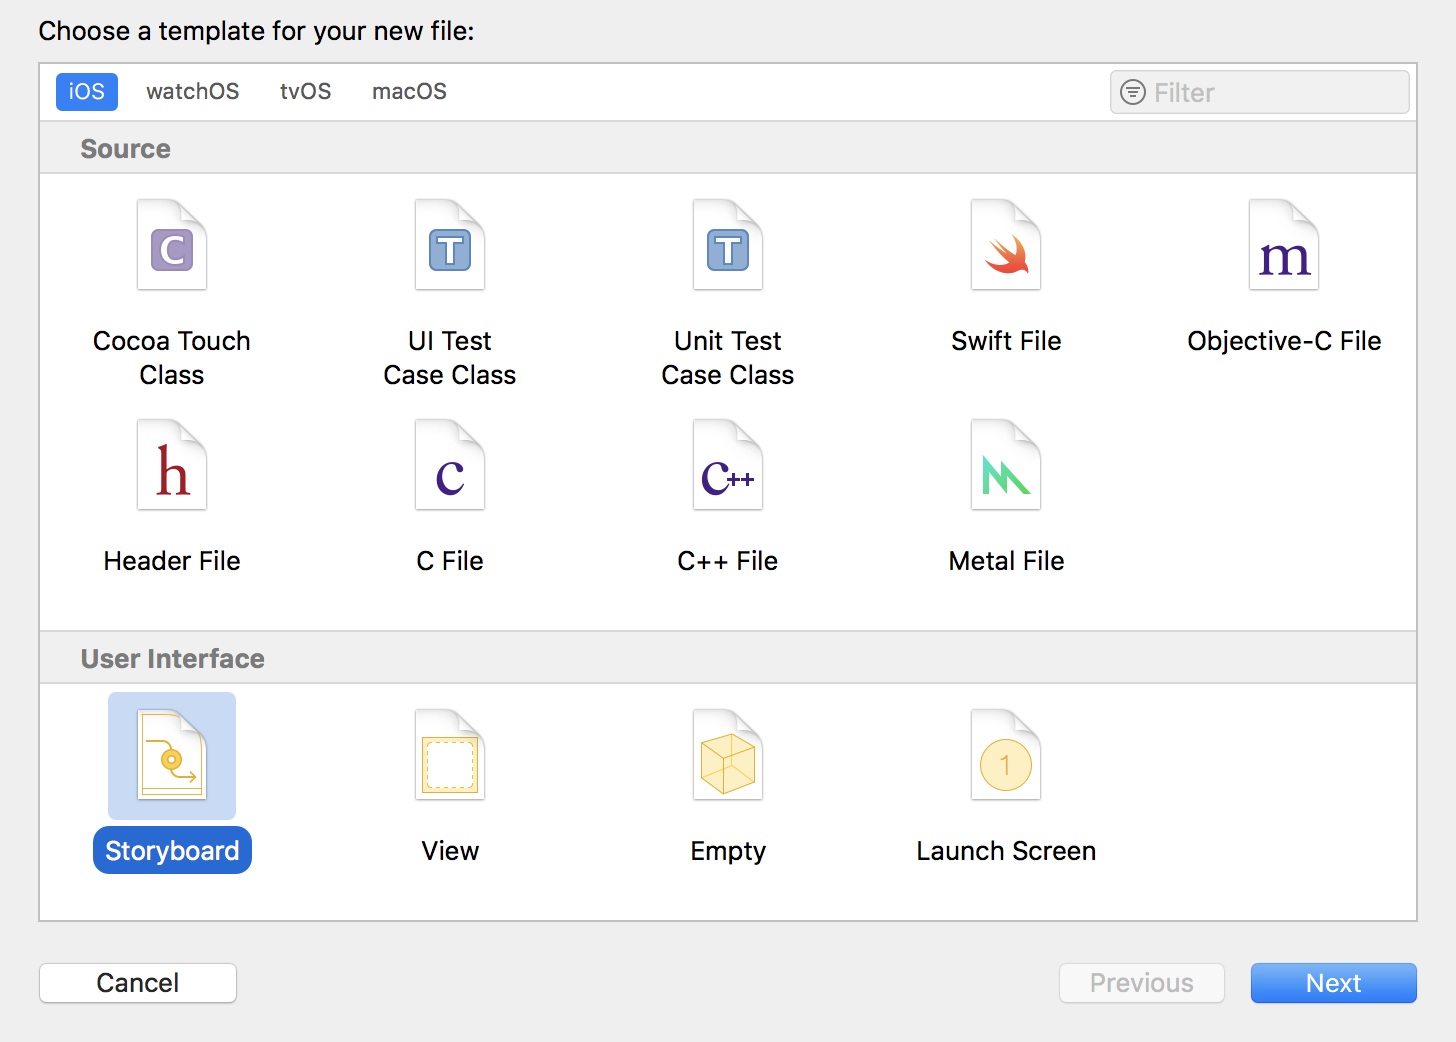 Choose a template for your new file:
iOS watchOS tvOS macOS Filter
Source
C T T m
Cocoa Touch Class
UI Test Case Class
Unit Test Case Class
Swift File
Objective-C File
h c C++
Header File
C File
C++ File
Metal File
User Interface
1
Storyboard View Empty Launch Screen
Cancel Previous Next